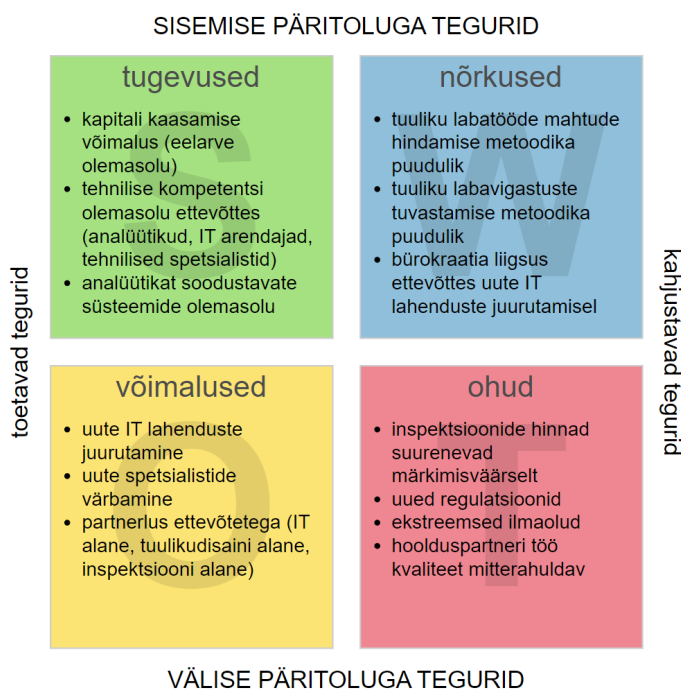 SISEMISE PÄRITOLUGA TEGURID
toetavad tegurid
S
tugevused
• kapitali kaasamise
võimalus (eelarve
olemasolu)
• tehnilise kompetentsi
olemasolu ettevõttes
(analüütikud, IT arendajad,
tehnilised spetsialistid)
• analüütikat soodustavate
süsteemide olemasolu
W
nõrkused
• tuuliku labatööde mahtude
hindamise metoodika
puudulik
• tuuliku labavigastuste
tuvastamise metoodika
puudulik
• bürokraatia liigsus
ettevõttes uute IT
lahenduste juurutamisel
kahjustavad tegurid
O
võimalused
• uute IT lahenduste
juurutamine
• uute spetsialistide
värbamine
• partnerlus ettevõtetega (IT
alane, tuulikudisaini alane,
inspektsiooni alane)
T
ohud
• inspektsioonide hinnad
suurenevad
märkimisväärselt
• uued regulatsioonid
• ekstreemsed ilmaolud
• hoolduspartneri töö
kvaliteet mitterahuldav
VÄLISE PÄRITOLUGA TEGURID